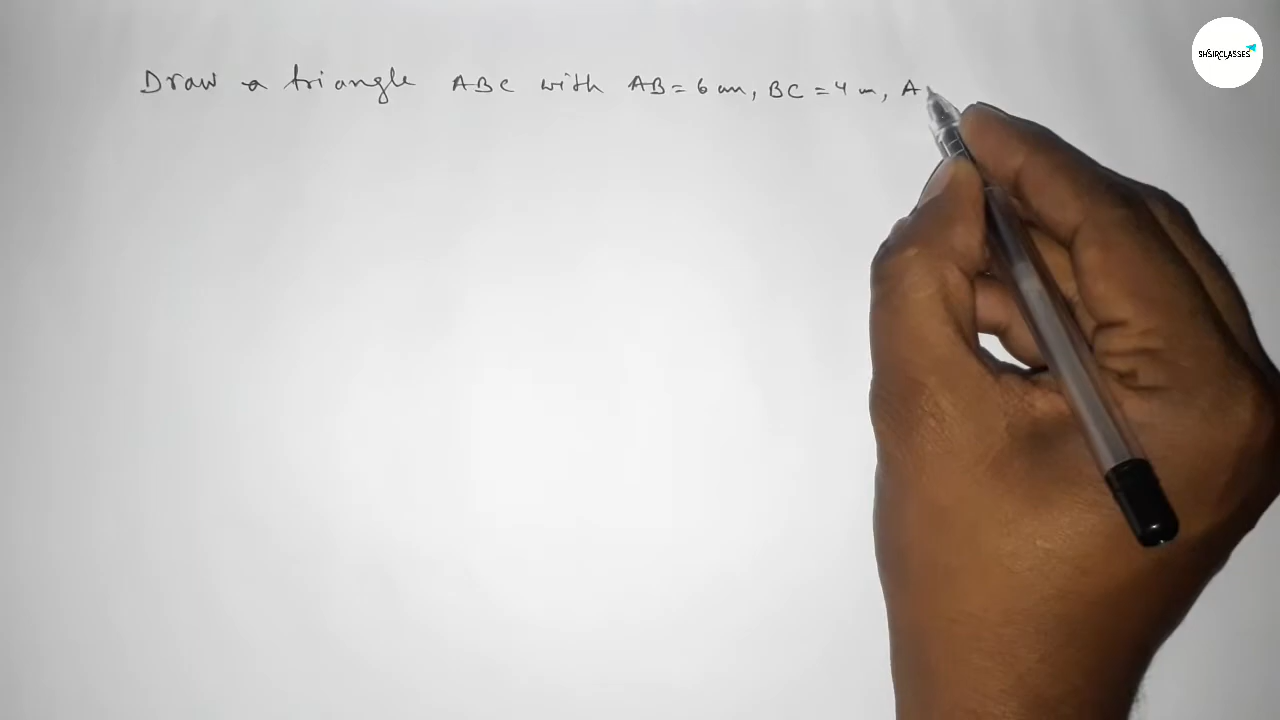 Draw a triangle ABC with AB = 6 cm, BC = 4 cm, A
SHSIRCLASSES